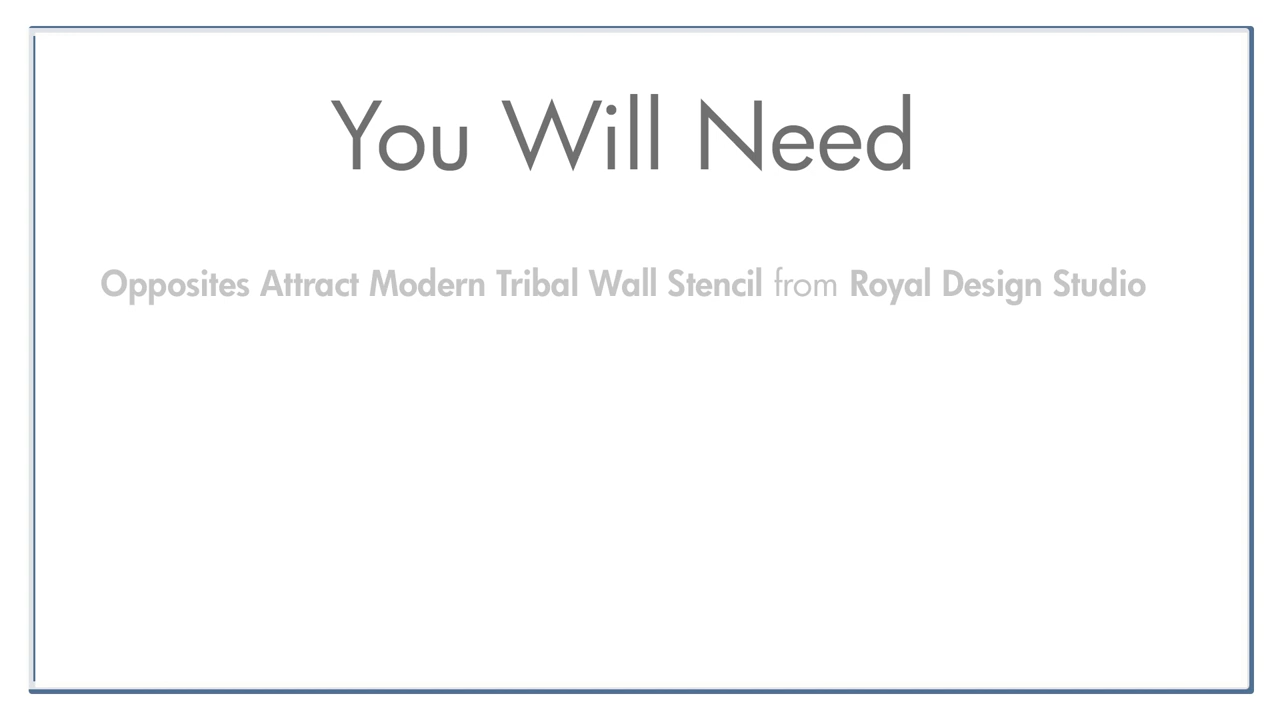 You Will Need
Opposites Attract Modern Tribal Wall Stencil from Royal Design Studio